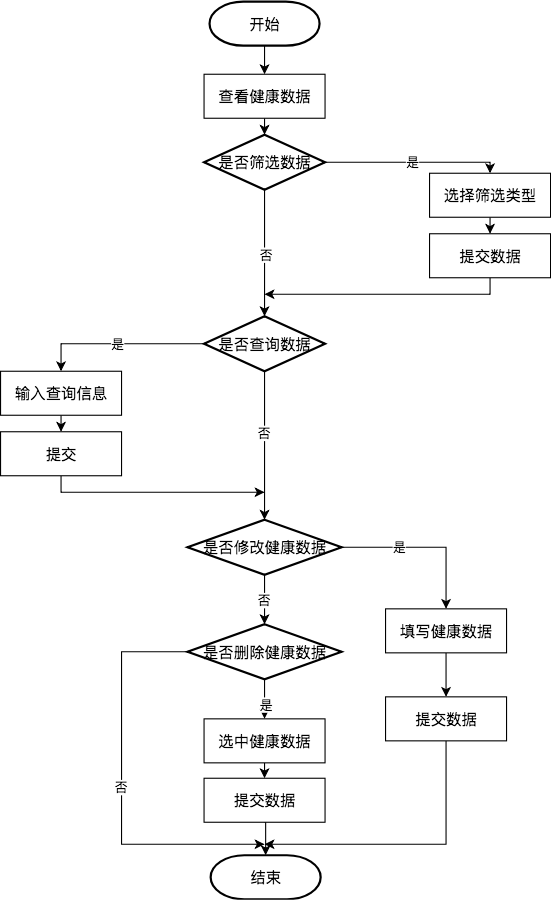 开始
查看健康数据
是否筛选数据
是
选择筛选类型
提交数据
否
是否查询数据
是
输入查询信息
提交
否
是否修改健康数据
是
填写健康数据
提交数据
否
是否删除健康数据
是
选中健康数据
提交数据
否
结束